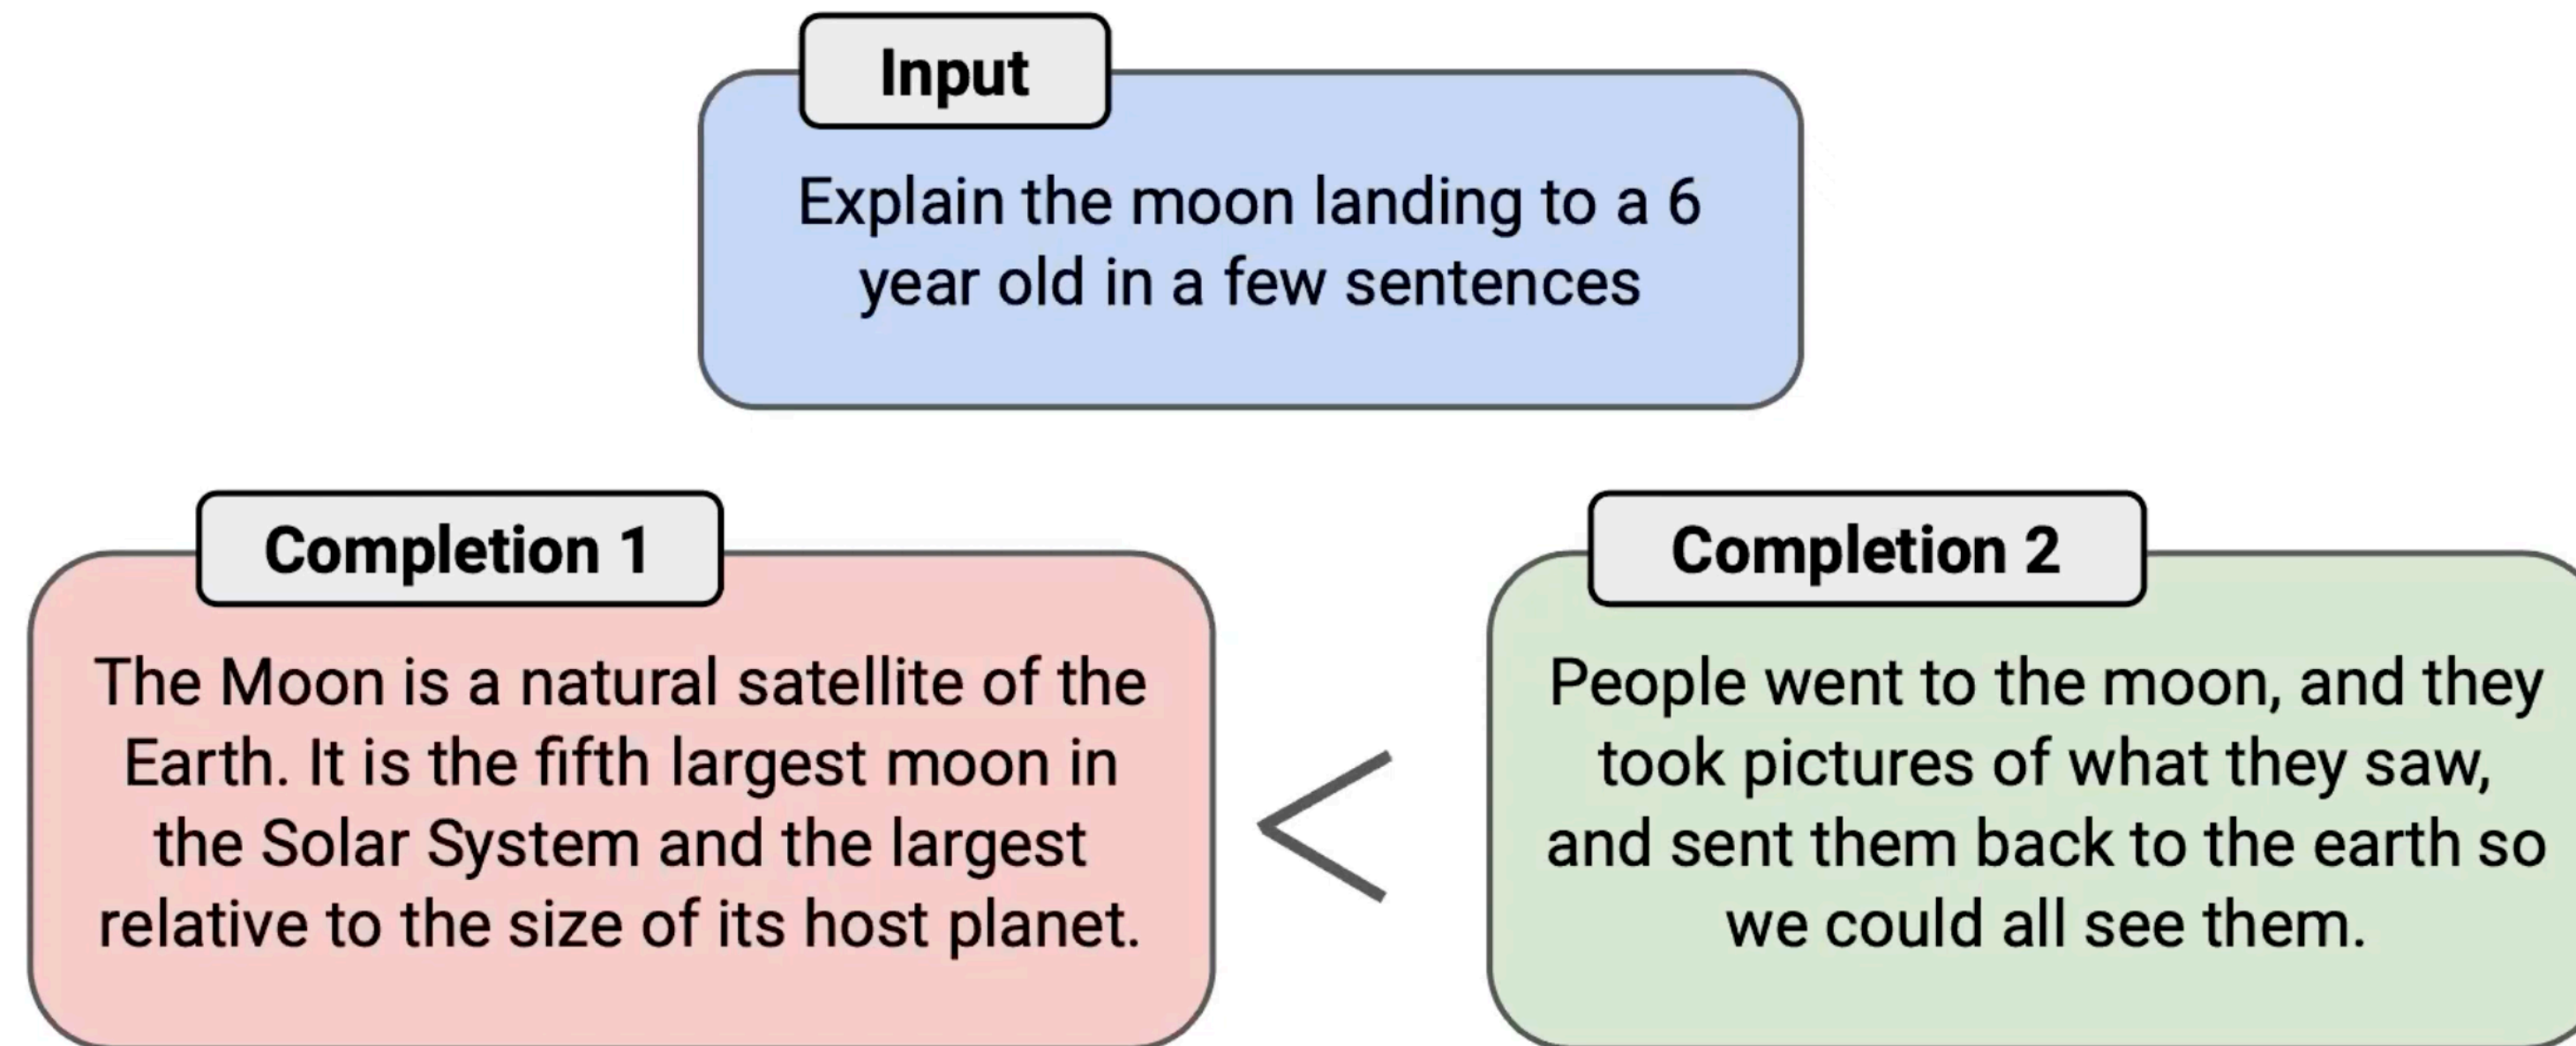 Input
Explain the moon landing to a 6
year old in a few sentences
Completion 1
The Moon is a natural satellite of the
Earth. It is the fifth largest moon in
the Solar System and the largest
relative to the size of its host planet.
<
Completion 2
People went to the moon, and they
took pictures of what they saw,
and sent them back to the earth so
we could all see them.